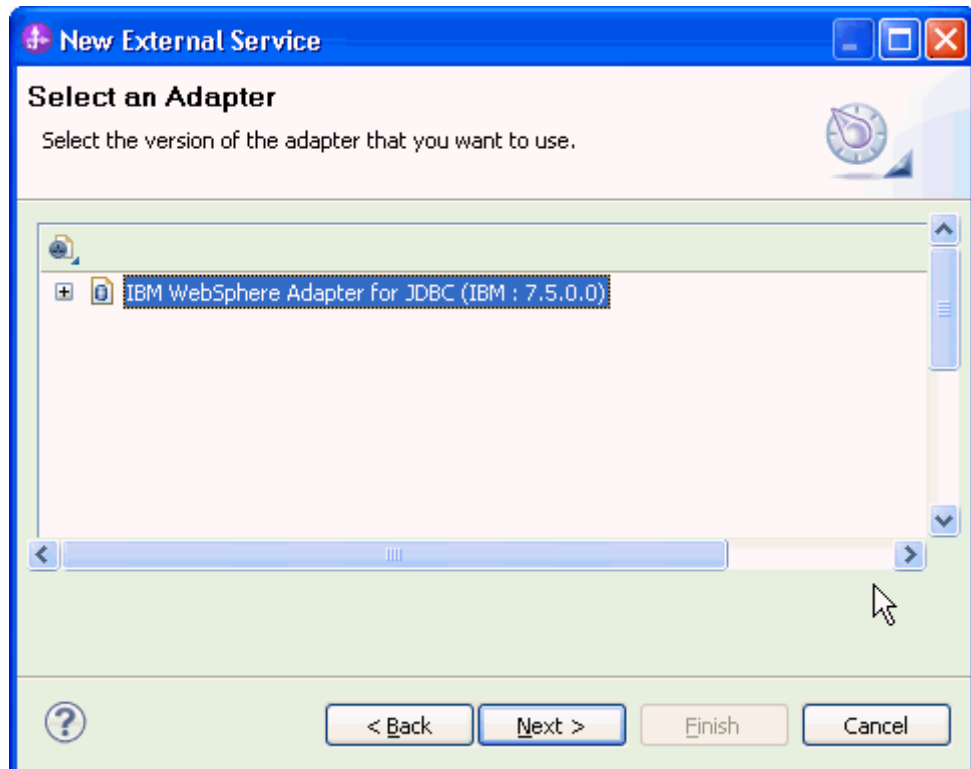 New External Service
Select an Adapter
Select the version of the adapter that you want to use.
IBM WebSphere Adapter for JDBC (IBM : 7.5.0.0)
< Back Next > Finish Cancel